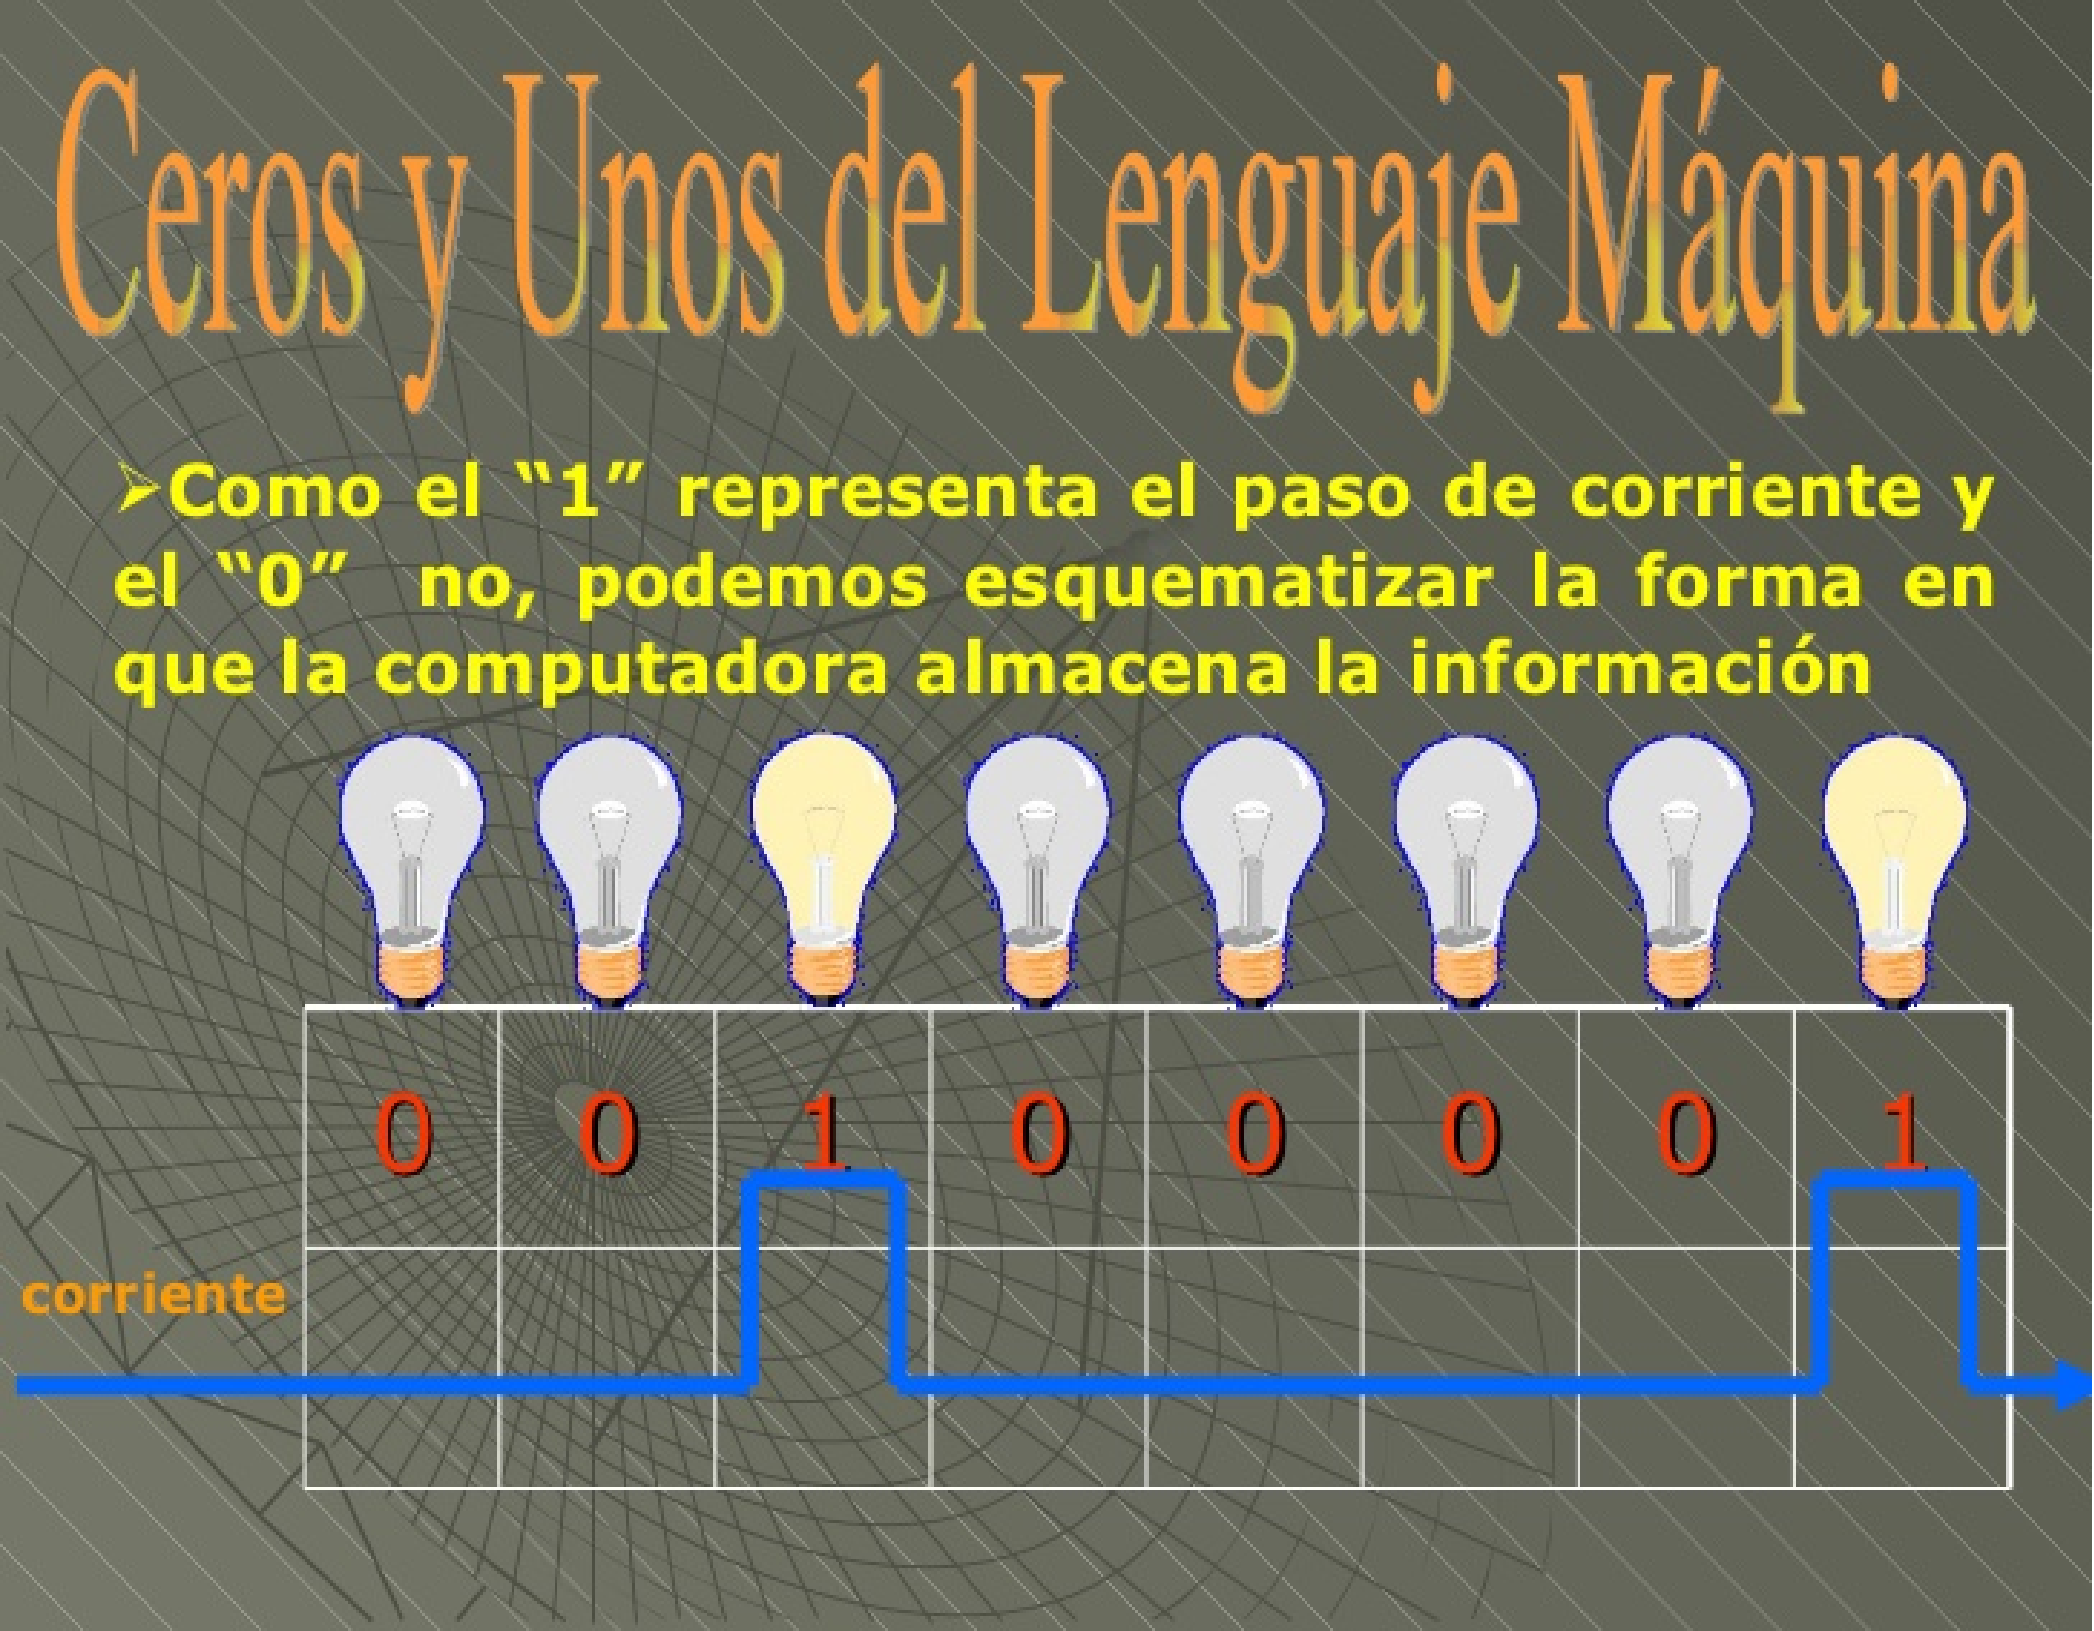 Ceros y Unos del Lenguaje Máquina
➢Como el “1” representa el paso de corriente y
el “0” no, podemos esquematizar la forma en
que la computadora almacena la información
0 0 1 0 0 0 0 1
corriente